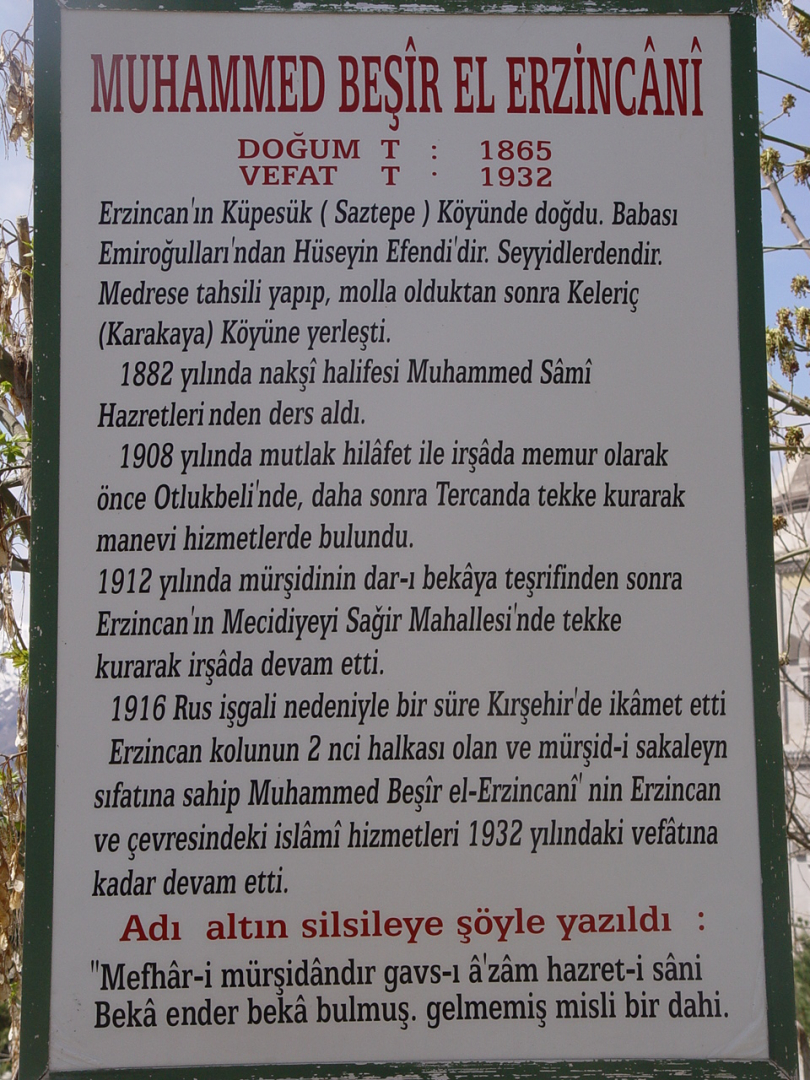 MUHAMMED BEŞÎR EL ERZİNCÂNÎ
DOĞUM T : 1865
VEFAT T · 1932
Erzincan'ın Küpesük ( Saztepe ) Köyünde doğdu. Babası
Emiroğulları'ndan Hüseyin Efendi'dir. Seyyidlerdendir.
Medrese tahsili yapıp, molla olduktan sonra Keleriç
(Karakaya) Köyüne yerleşti.
1882 yılında nakşî halifesi Muhammed Sâmî
Hazretleri nden ders aldı.
1908 yılında mutlak hilâfet ile irşâda memur olarak
önce Otlukbeli'nde, daha sonra Tercanda tekke kurarak
manevi hizmetlerde bulundu.
1912 yılında mürşidinin dar-ı bekâya teşrifinden sonra
Erzincan'ın Mecidiyeyi Sağir Mahallesi'nde tekke
kurarak irşâda devam etti.
1916 Rus işgali nedeniyle bir süre Kırşehir'de ikâmet etti
Erzincan kolunun 2 nci halkası olan ve mürşid-i sakaleyn
sıfatına sahip Muhammed Beşîr el-Erzincanî' nin Erzincan
ve çevresindeki islâmî hizmetleri 1932 yılındaki vefâtına
kadar devam etti.
Adı altın silsileye şöyle yazıldı :
"Mefhâr-i mürşidândır gavs-ı â'zâm hazret-i sâni
Bekâ ender bekâ bulmuş. gelmemiş misli bir dahi.